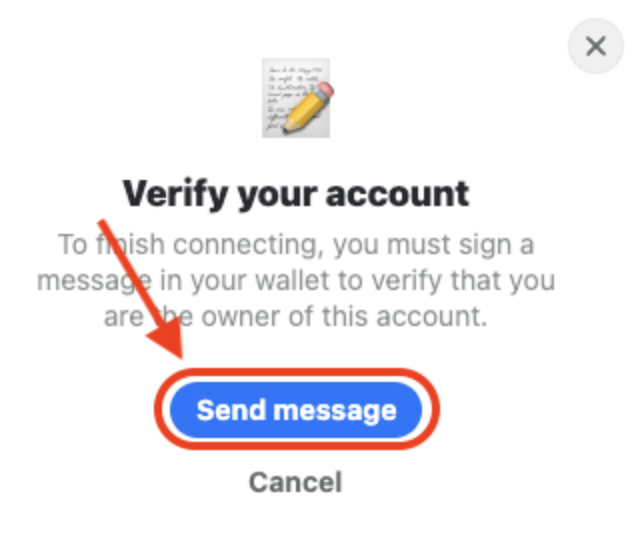 Verify your account
To finish connecting, you must sign a
message in your wallet to verify that you
are the owner of this account.
Send message
Cancel